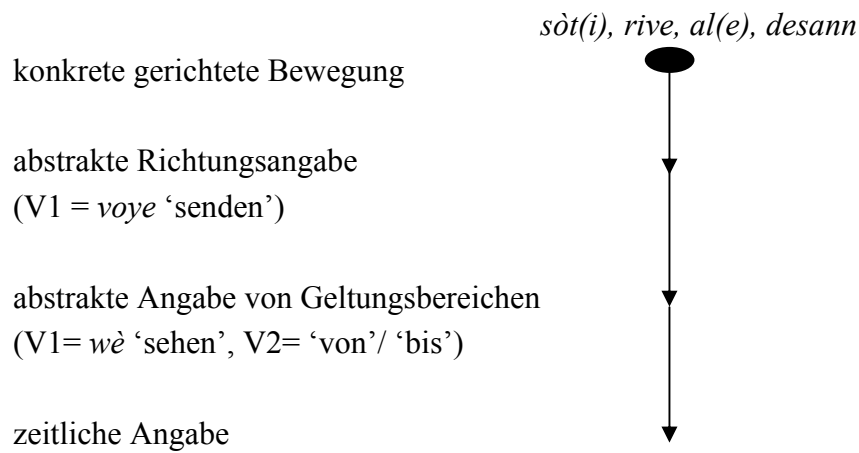 sòt(i), rive, al(e), desann
konkrete gerichtete Bewegung
abstrakte Richtungsangabe
(V1 = voye ‘senden’)
abstrakte Angabe von Geltungsbereichen
(V1= wè ‘sehen’, V2= ‘von’/ ‘bis’)
zeitliche Angabe